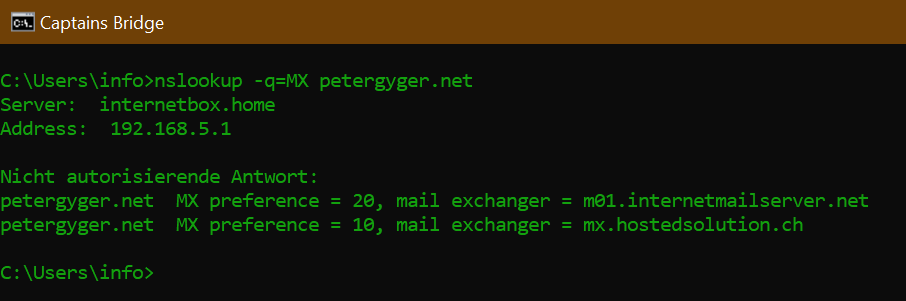 Captains Bridge
C:\Users\info>nslookup -q=MX petergyger.net
Server:  internetbox.home
Address:  192.168.5.1
Nicht autorisierende Antwort:
petergyger.net  MX preference = 20, mail exchanger = m01.internetmailserver.net
petergyger.net  MX preference = 10, mail exchanger = mx.hostedsolution.ch
C:\Users\info>